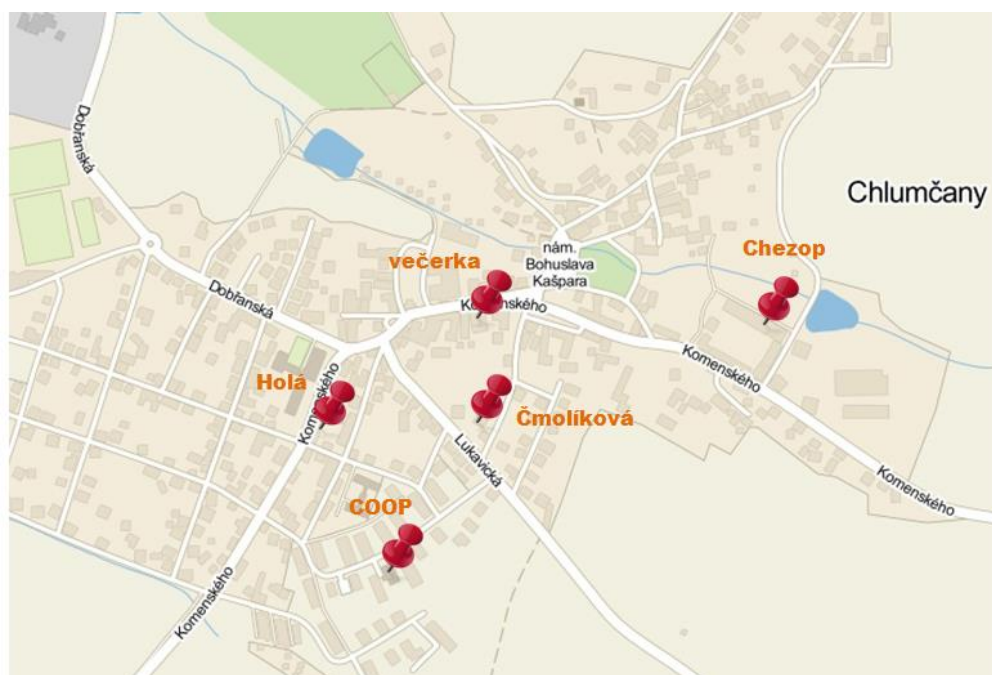 Dobřanská
Chlumčany
nám.
Bohuslava
Kašpara
Chezop
večerka
Dobřanská
Komenského
Komenského
Holá
Komenského
Čmolíková
Lukavická
Komenského
COOP
Komenského